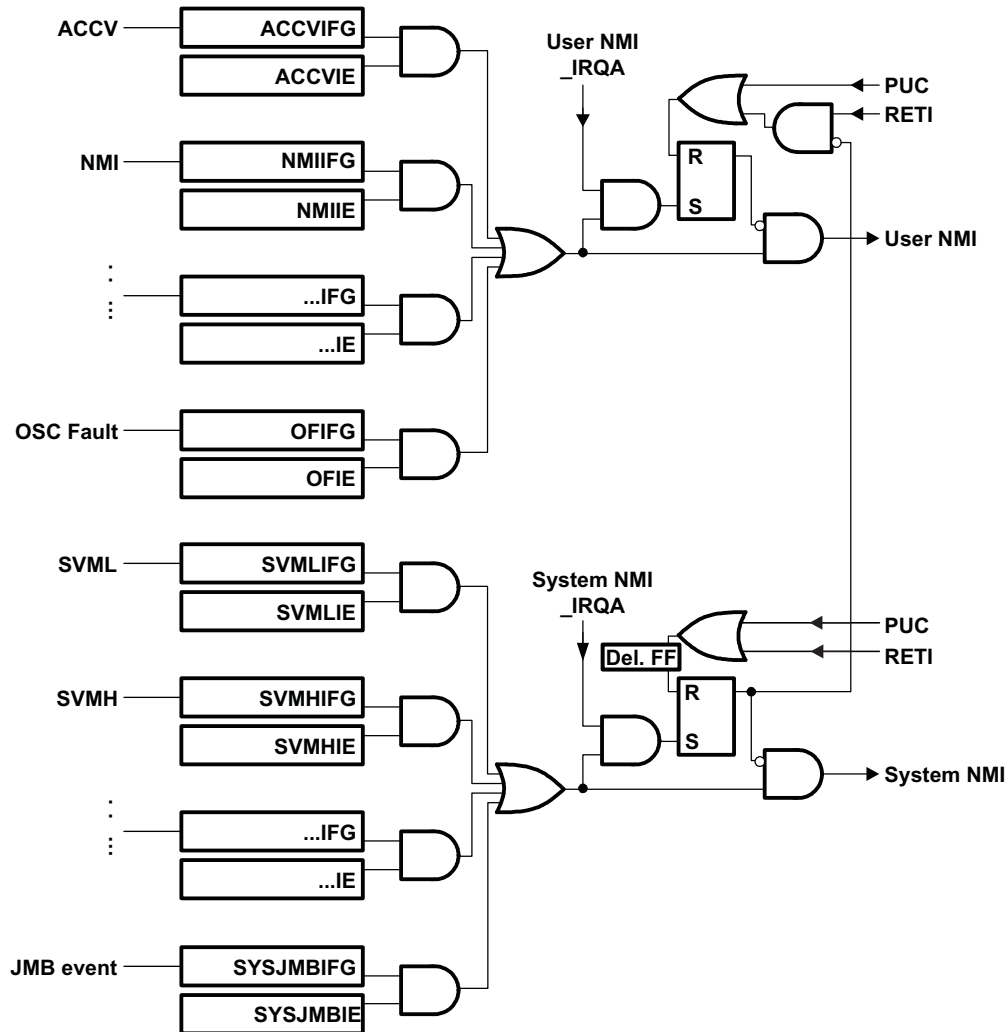 ACCV
ACCVIFG
ACCVIE
User NMI
_IRQA
PUC
RETI
NMI
NMIIFG
NMIIE
R
S
User NMI
...IFG
...IE
...
OSC Fault
OFIFG
OFIE
SVML
SVMLIFG
SVMLIE
System NMI
_IRQA
PUC
RETI
Del. FF
SVMH
SVMHIFG
SVMHIE
R
S
System NMI
...IFG
...IE
...
JMB event
SYSJMBIFG
SYSJMBIE